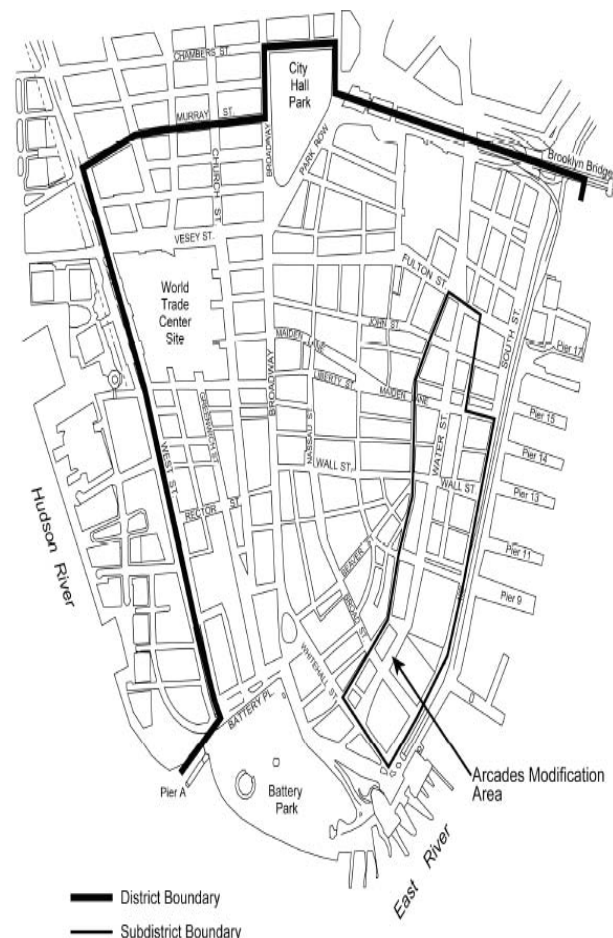 CHAMBERS ST.
City
Hall
Park
MURRAY ST
BROADWAY
PARK ROW
CHURCH ST
Brooklyn Bridge
VESEY ST.
FULTON ST.
World
Trade
Center
Site
JOHN ST.
SOUTH ST.
Pier 17
MAIDEN LANE
LIBERTY ST
MAIDEN LANE
BROADWAY
NASSAU ST
GREENWICH ST
Pier 15
WATER ST.
Pier 14
WEST ST.
WALL ST.
WALL ST.
Pier 13
RECTOR ST.
Hudson River
Pier 11
BEAVER
Pier 9
BROAD ST.
WHITEHALL ST.
BATTERY PL.
Pier A
Battery
Park
Arcades Modification
Area
East River
District Boundary
Subdistrict Boundary